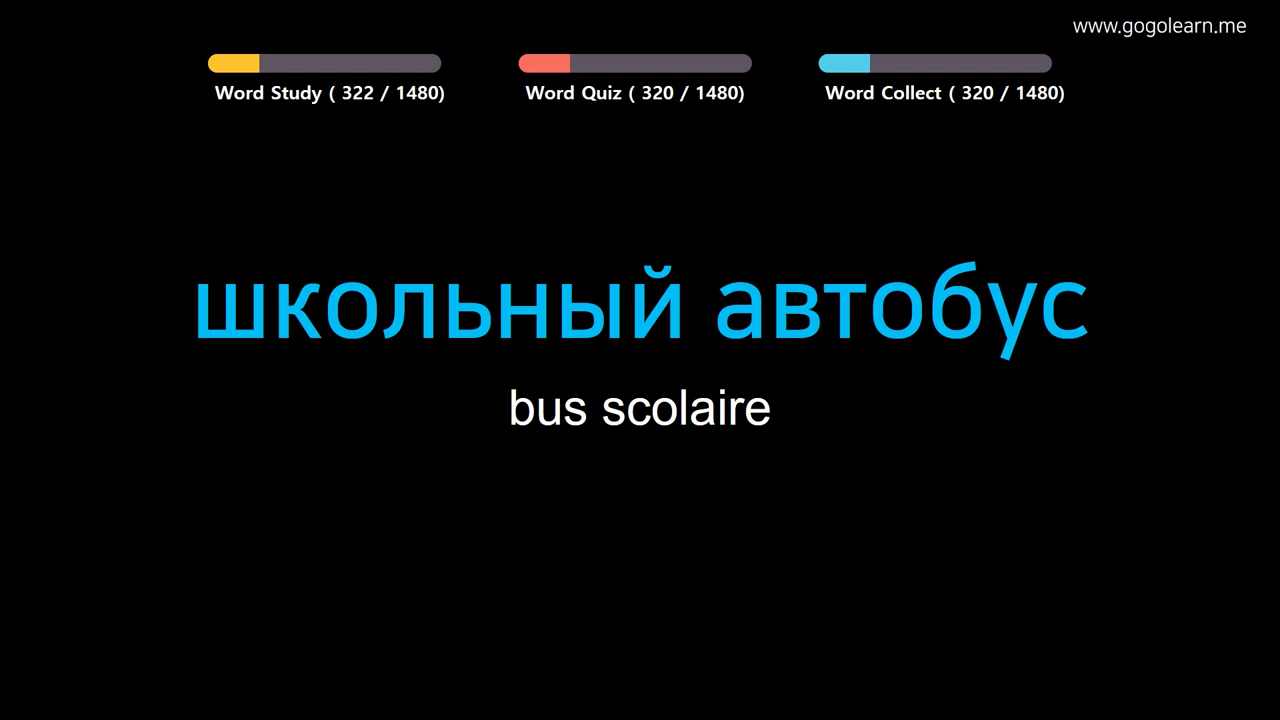 www.gogolearn.me
Word Study ( 322 / 1480)
Word Quiz ( 320 / 1480)
Word Collect ( 320 / 1480)
школьный автобус
bus scolaire